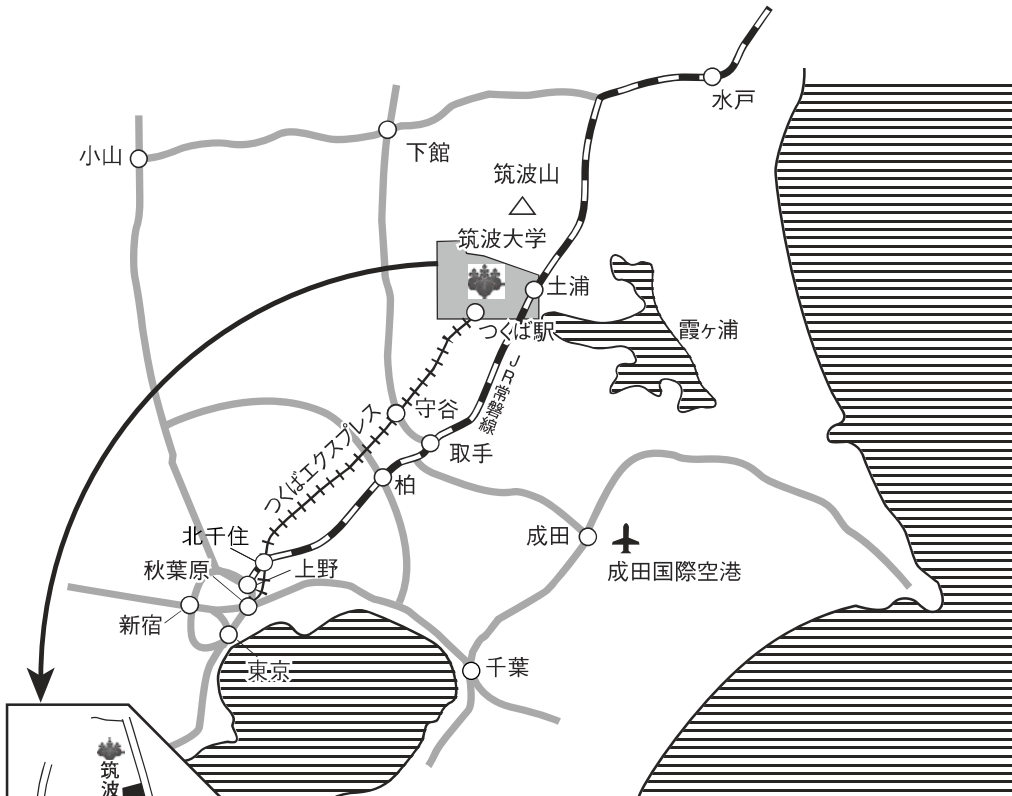 水戸
小山
下館
筑波山
筑波大学
土浦
つくば駅
霞ヶ浦
JR常磐線
守谷
つくばエクスプレス
取手
柏
北千住
成田
秋葉原
上野
成田国際空港
新宿
東京
千葉
筑波